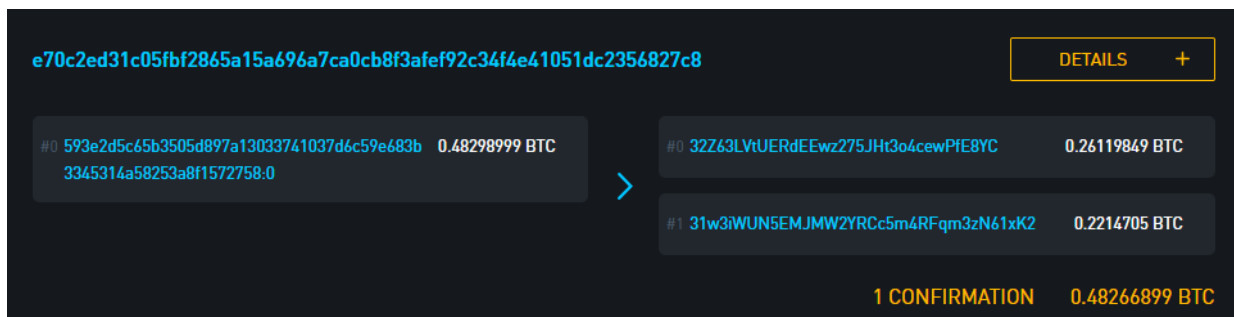 e70c2ed31c05fbf2865a15a696a7ca0cb8f3afef92c34f4e41051dc2356827c8
DETAILS +
#0 593e2d5c65b3505d897a13033741037d6c59e683b 0.48298999 BTC
3345314a58253a8f1572758:0
>
#0 32Z63LVtUERdEEwz275JHt3o4cewPfE8YC 0.26119849 BTC
#1 31w3iWUN5EMJMW2YRCc5m4RFqm3zN61xK2 0.2214705 BTC
1 CONFIRMATION 0.48266899 BTC